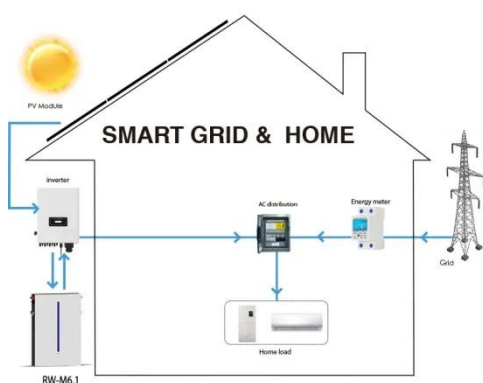 PV Module
SMART GRID & HOME
inverter
AC distribution
Energy meter
Grid
Home load
RW-M6.1